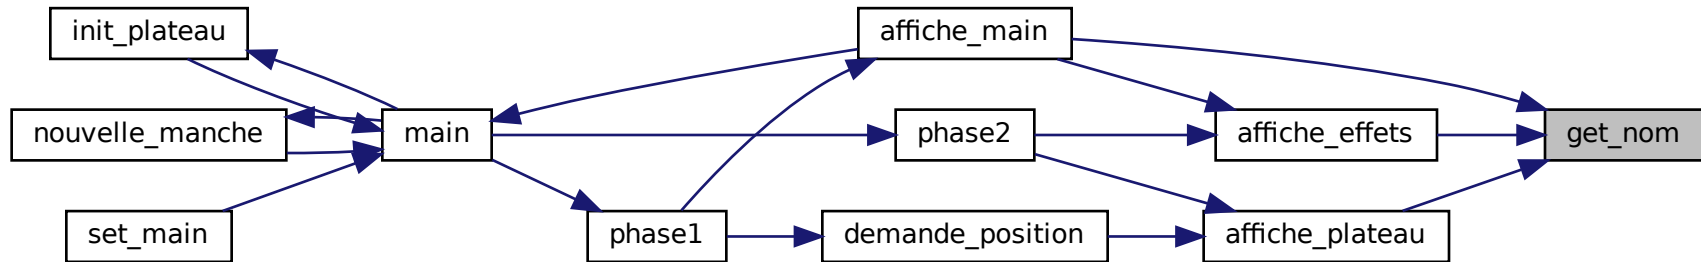 init_plateau
affiche_main
nouvelle_manche
main
phase2
affiche_effets
get_nom
set_main
phase1
demande_position
affiche_plateau